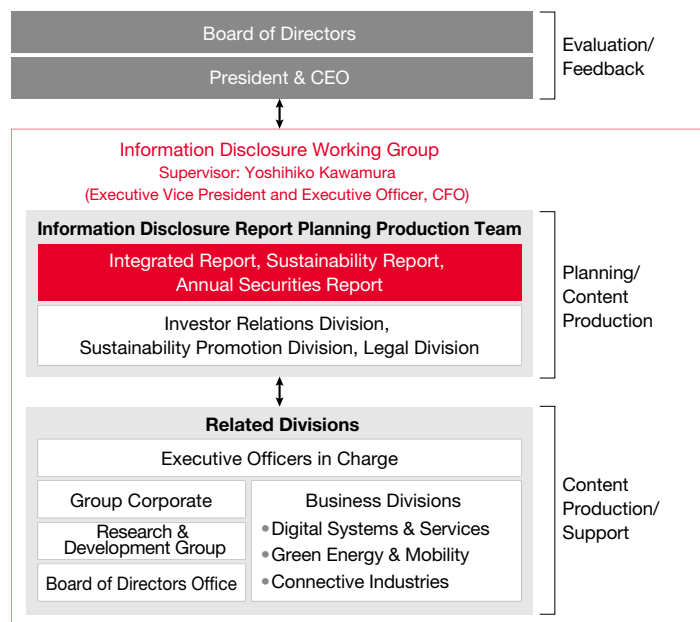 Board of Directors
President & CEO
Evaluation/
Feedback
Information Disclosure Working Group
Supervisor: Yoshihiko Kawamura
(Executive Vice President and Executive Officer, CFO)
Information Disclosure Report Planning Production Team
Integrated Report, Sustainability Report,
Annual Securities Report
Investor Relations Division,
Sustainability Promotion Division, Legal Division
Planning/
Content
Production
Related Divisions
Executive Officers in Charge
Group Corporate
Research &
Development Group
Board of Directors Office
Business Divisions
●Digital Systems & Services
●Green Energy & Mobility
●Connective Industries
Content
Production/
Support